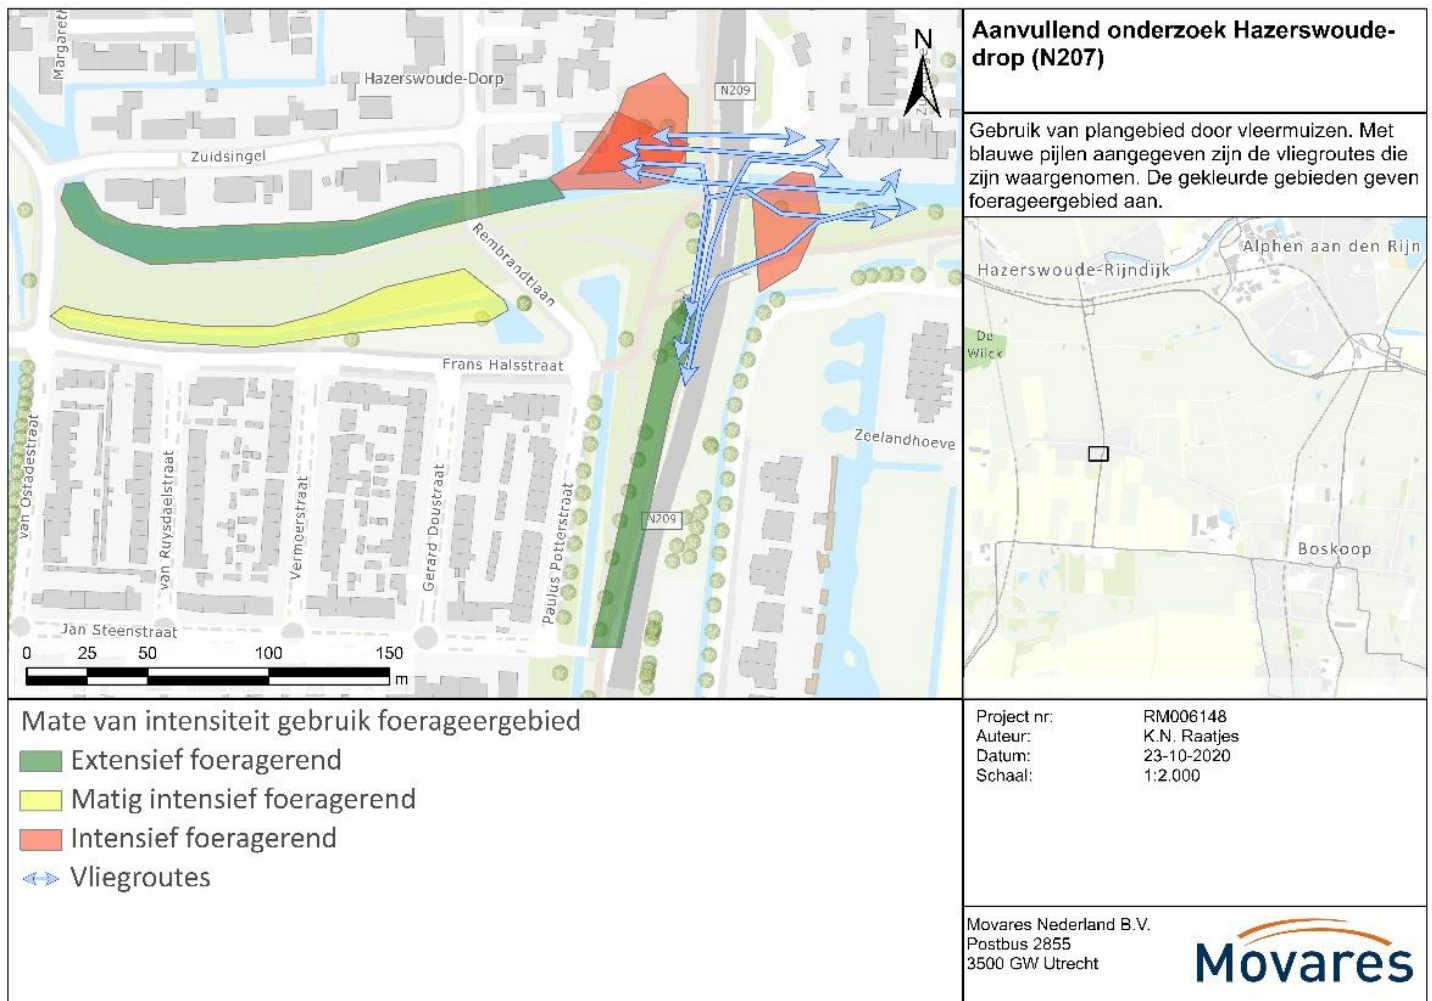 Aanvullend onderzoek Hazerswoude-
drop (N207)
Gebruik van plangebied door vleermuizen. Met
blauwe pijlen aangegeven zijn de vliegroutes die
zijn waargenomen. De gekleurde gebieden geven
foerageergebied aan.
N
Hazerswoude-Dorp
N209
Zuidsingel
Rembrandtlaan
Frans Halsstraat
Zeelandhoeve
van Ostadestraat
van Ruysdaelstraat
Vermeerstraat
Gerard Doustraat
Paulus Potterstraat
N209
Jan Steenstraat
0 25 50 100 150
m
Alphen aan den Rijn
Hazerswoude-Rijndijk
De
Wilck
Boskoop
Mate van intensiteit gebruik foerageergebied
Extensief foeragerend
Matig intensief foeragerend
Intensief foeragerend
Vliegroutes
Project nr: RM006148
Auteur: K.N. Raatjes
Datum: 23-10-2020
Schaal: 1:2.000
Movares Nederland B.V.
Postbus 2855
3500 GW Utrecht
Movares